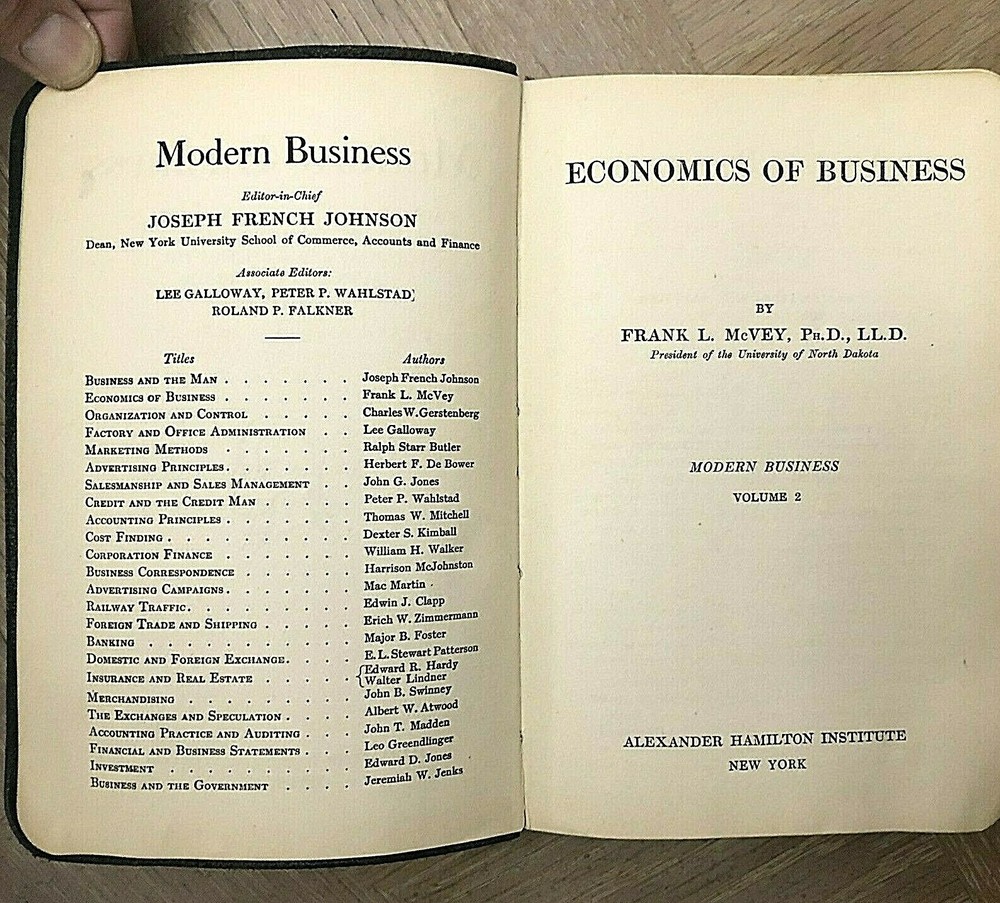 Modern Business
Editor-in-Chief
JOSEPH FRENCH JOHNSON
Dean, New York University School of Commerce, Accounts and Finance
Associate Editors:
LEE GALLOWAY, PETER P. WAHLSTAD,
ROLAND P. FALKNER
Titles Authors
BUSINESS AND THE MAN . . . . . . . Joseph French Johnson
ECONOMICS OF BUSINESS . . . . . . . Frank L. McVey
ORGANIZATION AND CONTROL . . . . . Charles W. Gerstenberg
FACTORY AND OFFICE ADMINISTRATION . . Lee Galloway
MARKETING METHODS . . . . . . . Ralph Starr Butler
ADVERTISING PRINCIPLES . . . . . . . Herbert F. De Bower
SALESMANSHIP AND SALES MANAGEMENT . . John G. Jones
CREDIT AND THE CREDIT MAN . . . . . Peter P. Wahlstad
ACCOUNTING PRINCIPLES . . . . . . . Thomas W. Mitchell
COST FINDING . . . . . . . . . . Dexter S. Kimball
CORPORATION FINANCE . . . . . . . William H. Walker
BUSINESS CORRESPONDENCE . . . . . . Harrison McJohnston
ADVERTISING CAMPAIGNS . . . . . . . Mac Martin
RAILWAY TRAFFIC . . . . . . . . . Edwin J. Clapp
FOREIGN TRADE AND SHIPPING . . . . . Erich W. Zimmermann
BANKING . . . . . . . . . . . Major B. Foster
DOMESTIC AND FOREIGN EXCHANGE . . . . E. L. Stewart Patterson
INSURANCE AND REAL ESTATE . . . . . {Edward R. Hardy
Walter Lindner
MERCHANDISING . . . . . . . . . John B. Swinney
THE EXCHANGES AND SPECULATION . . . . Albert W. Atwood
ACCOUNTING PRACTICE AND AUDITING . . . John T. Madden
FINANCIAL AND BUSINESS STATEMENTS . . . Leo Greendlinger
INVESTMENT . . . . . . . . . . Edward D. Jones
BUSINESS AND THE GOVERNMENT . . . . Jeremiah W. Jenks
ECONOMICS OF BUSINESS
BY
FRANK L. McVEY, PH.D., LL.D.
President of the University of North Dakota
MODERN BUSINESS
VOLUME 2
ALEXANDER HAMILTON INSTITUTE
NEW YORK